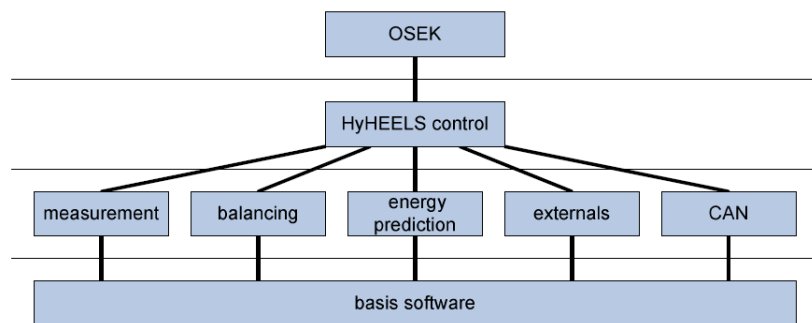 OSEK
HyHEELS control
measurement
balancing
energy
prediction
externals
CAN
basis software